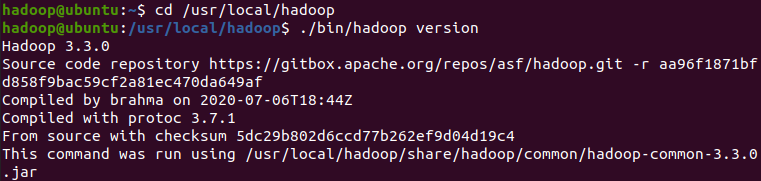 hadoop@ubuntu:~$ cd /usr/local/hadoop
hadoop@ubuntu:/usr/local/hadoop$ ./bin/hadoop version
Hadoop 3.3.0
Source code repository https://gitbox.apache.org/repos/asf/hadoop.git -r aa96f1871bf
d858f9bac59cf2a81ec470da649af
Compiled by brahma on 2020-07-06T18:44Z
Compiled with protoc 3.7.1
From source with checksum 5dc29b802d6ccd77b262ef9d04d19c4
This command was run using /usr/local/hadoop/share/hadoop/common/hadoop-common-3.3.0
.jar